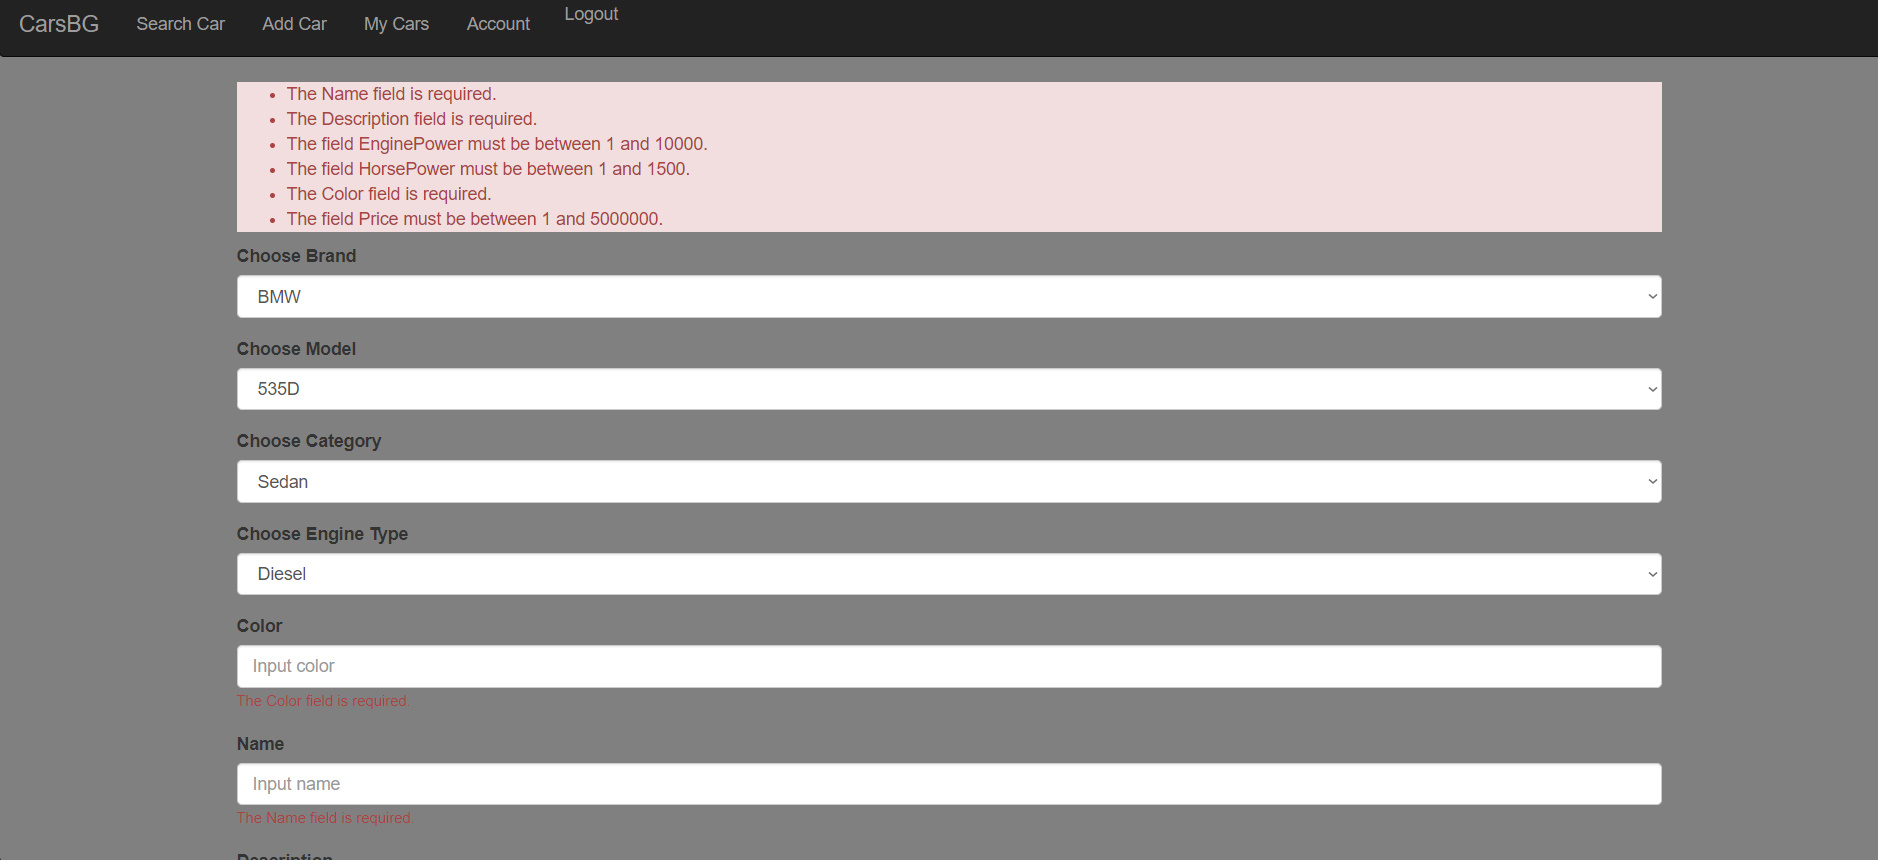 CarsBG Search Car Add Car My Cars Account Logout
The Name field is required.
The Description field is required.
The field EnginePower must be between 1 and 10000.
The field HorsePower must be between 1 and 1500.
The Color field is required.
The field Price must be between 1 and 5000000.
Choose Brand
BMW
Choose Model
535D
Choose Category
Sedan
Choose Engine Type
Diesel
Color
Input color
The Color field is required.
Name
Input name
The Name field is required.
Description